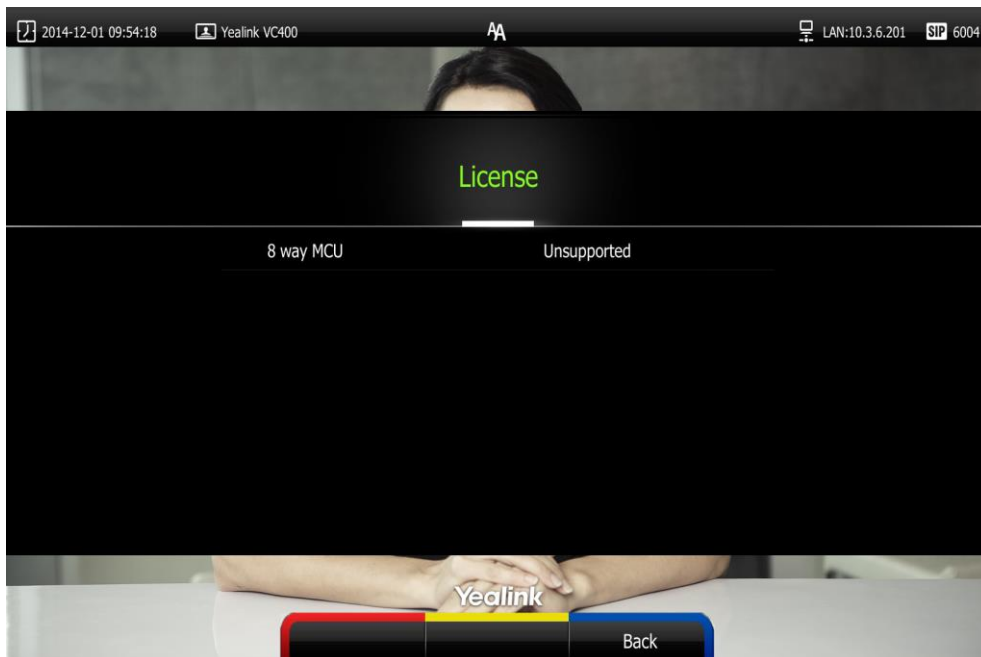 2014-12-01 09:54:18 Yealink VC400 AA LAN:10.3.6.201 SIP 6004
License
8 way MCU Unsupported
Yealink
Back